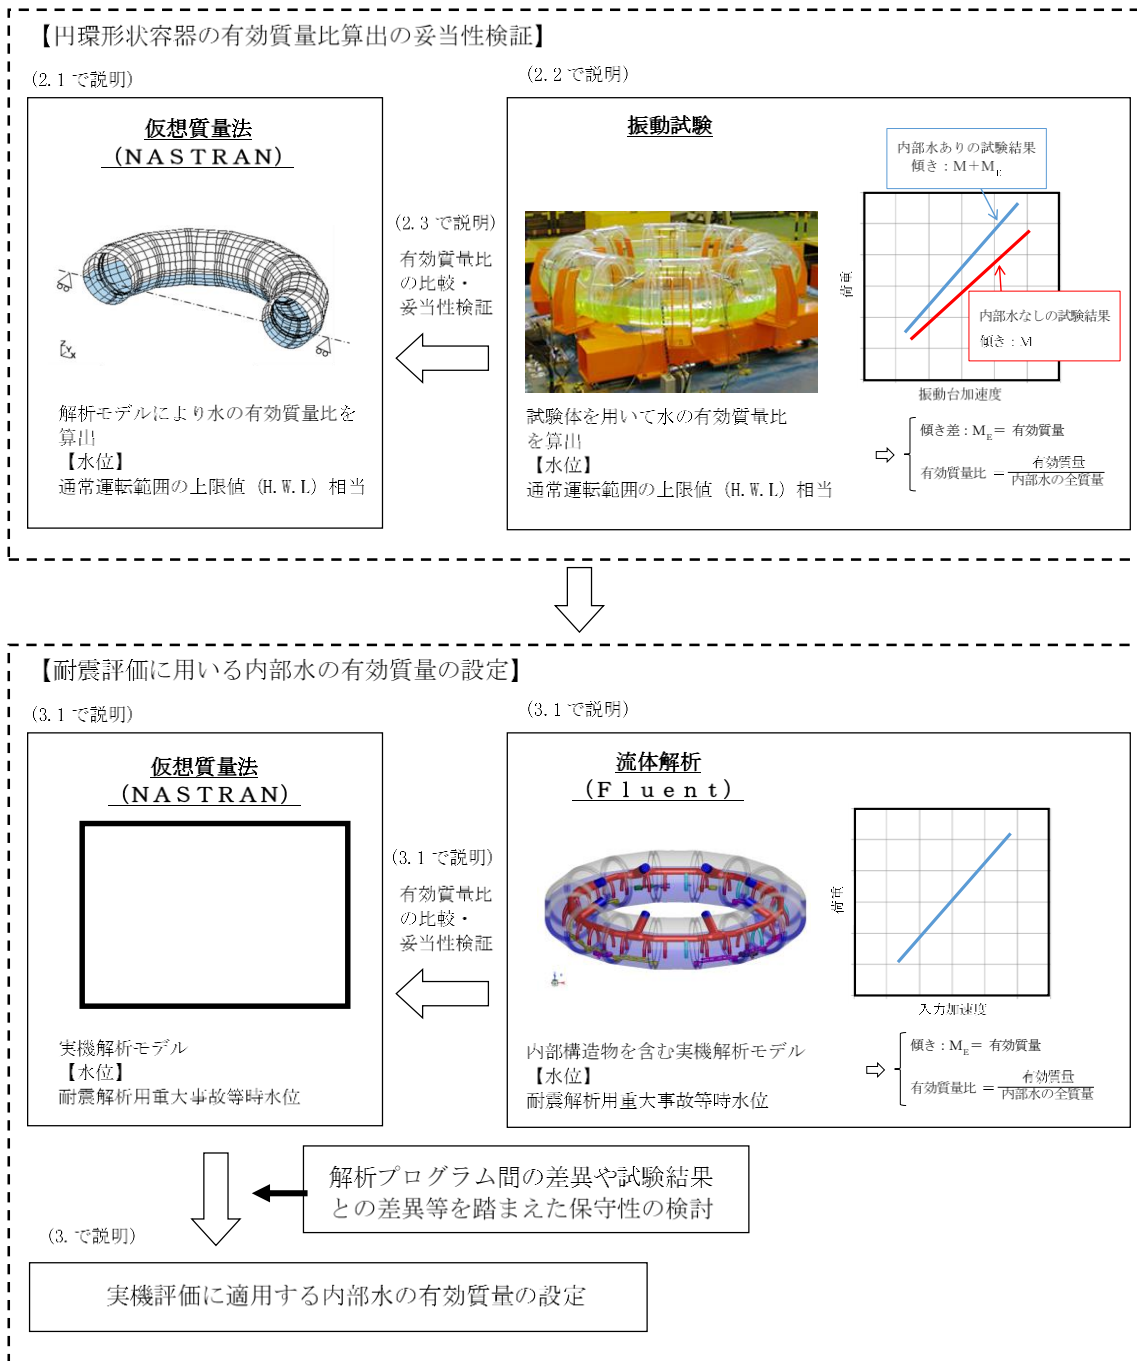 【円環形状容器の有効質量比算出の妥当性検証】
(2.1 で説明)
仮想質量法
（ＮＡＳＴＲＡＮ）
Z
Y
X
解析モデルにより水の有効質量比を
算出
【水位】
通常運転範囲の上限値（H.W.L）相当
(2.3 で説明)
有効質量比
の比較・
妥当性検証
(2.2 で説明)
振動試験
試験体を用いて水の有効質量比
を算出
【水位】
通常運転範囲の上限値（H.W.L）相当
内部水ありの試験結果
傾き：M＋ME
内部水なしの試験結果
傾き：M
荷重
振動台加速度
傾き差：ME＝ 有効質量
有効質量比 ＝ 有効質量
内部水の全質量
【耐震評価に用いる内部水の有効質量の設定】
(3.1 で説明)
仮想質量法
（ＮＡＳＴＲＡＮ）
実機解析モデル
【水位】
耐震解析用重大事故等時水位
(3.1 で説明)
有効質量比
の比較・
妥当性検証
(3.1 で説明)
流体解析
（Ｆｌｕｅｎｔ）
内部構造物を含む実機解析モデル
【水位】
耐震解析用重大事故等時水位
荷重
入力加速度
傾き：ME＝ 有効質量
有効質量比 ＝ 有効質量
内部水の全質量
解析プログラム間の差異や試験結果
との差異等を踏まえた保守性の検討
(3. で説明)
実機評価に適用する内部水の有効質量の設定